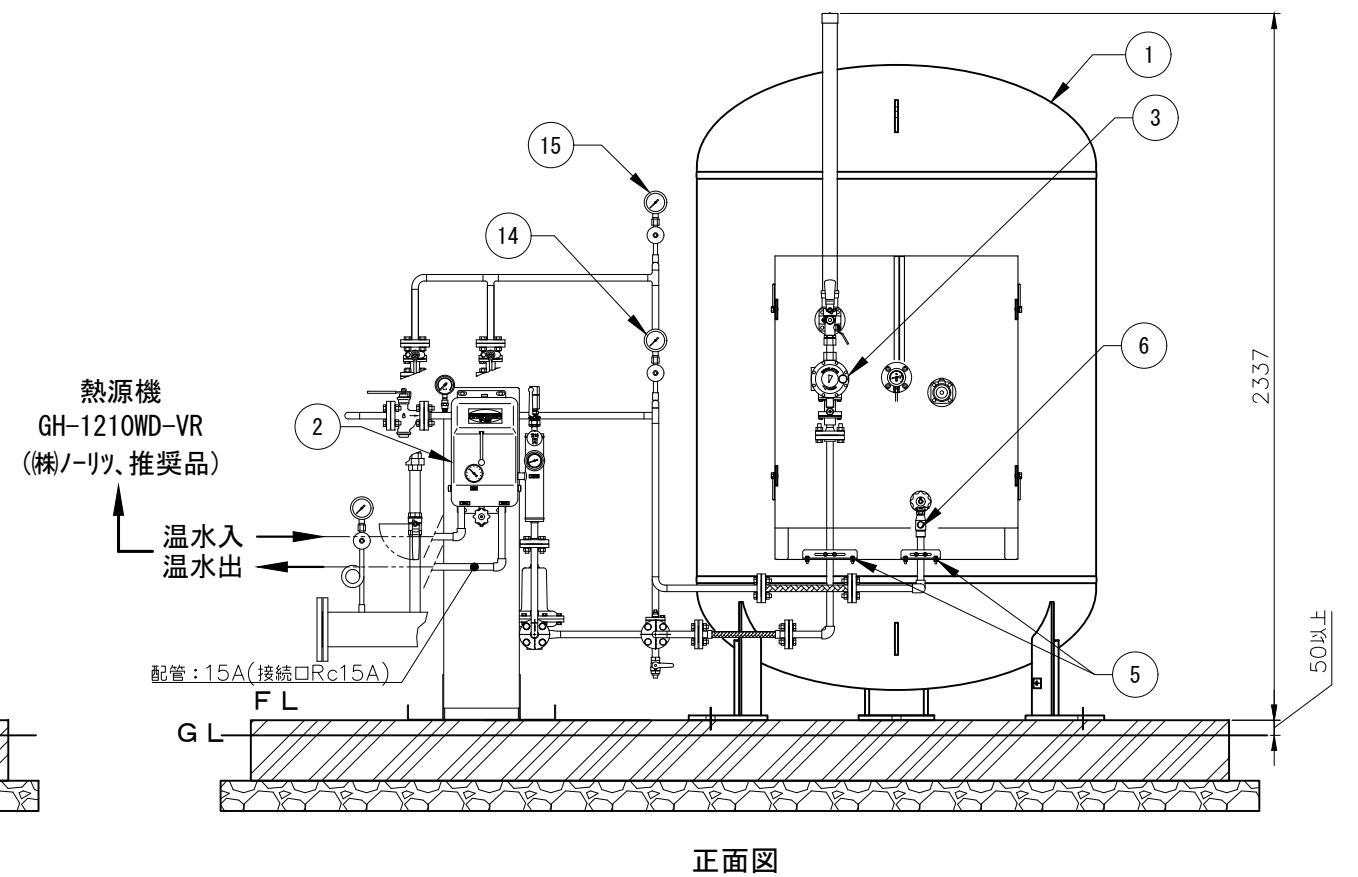 1
3
15
14
2337
6
熱源機
GH-1210WD-VR
(㈱ノーリツ、推奨品)
2
温水入
温水出
配管：15A(接続口Rc15A)
5
50以上
FL
GL
正面図